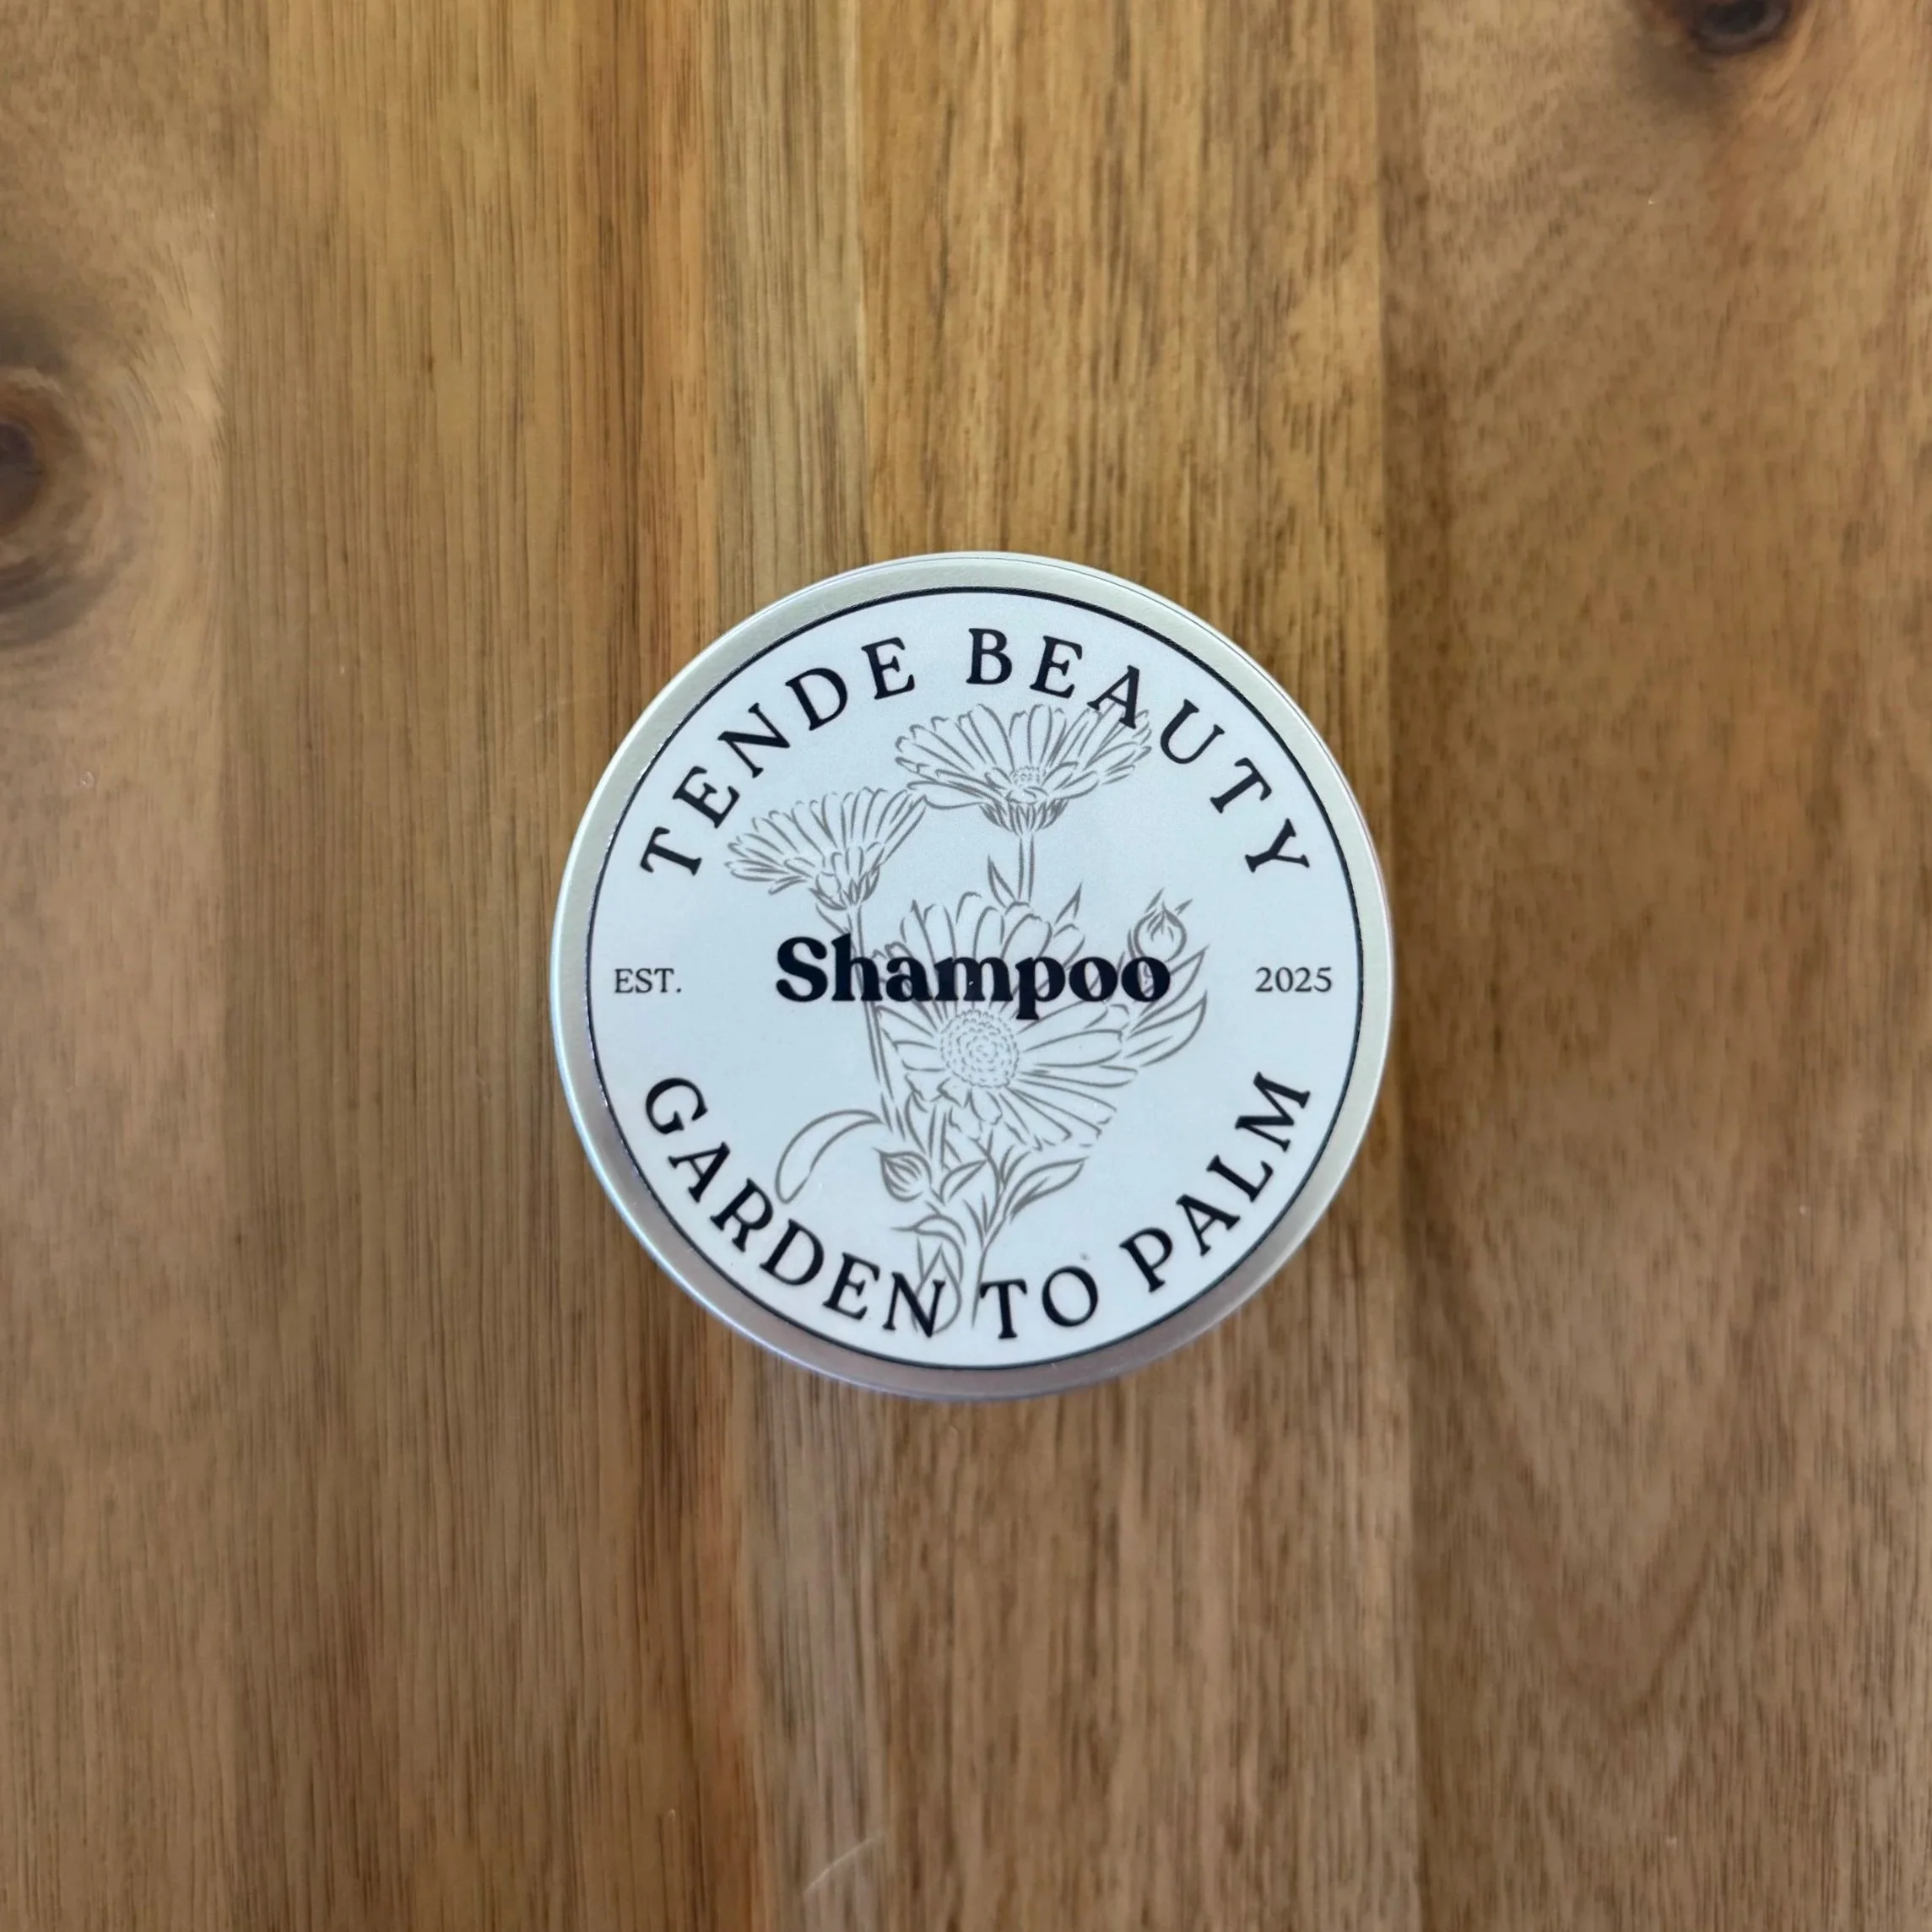 TENDE BEAUTY
EST.
Shampoo
2025
GARDEN TO PALM